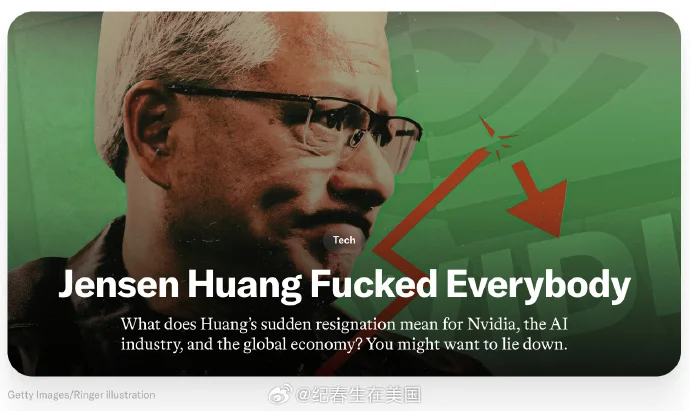 Tech
Jensen Huang Fucked Everybody
What does Huang's sudden resignation mean for Nvidia, the AI
industry, and the global economy? You might want to lie down.
Getty Images/Ringer illustration
@纪春生在美国